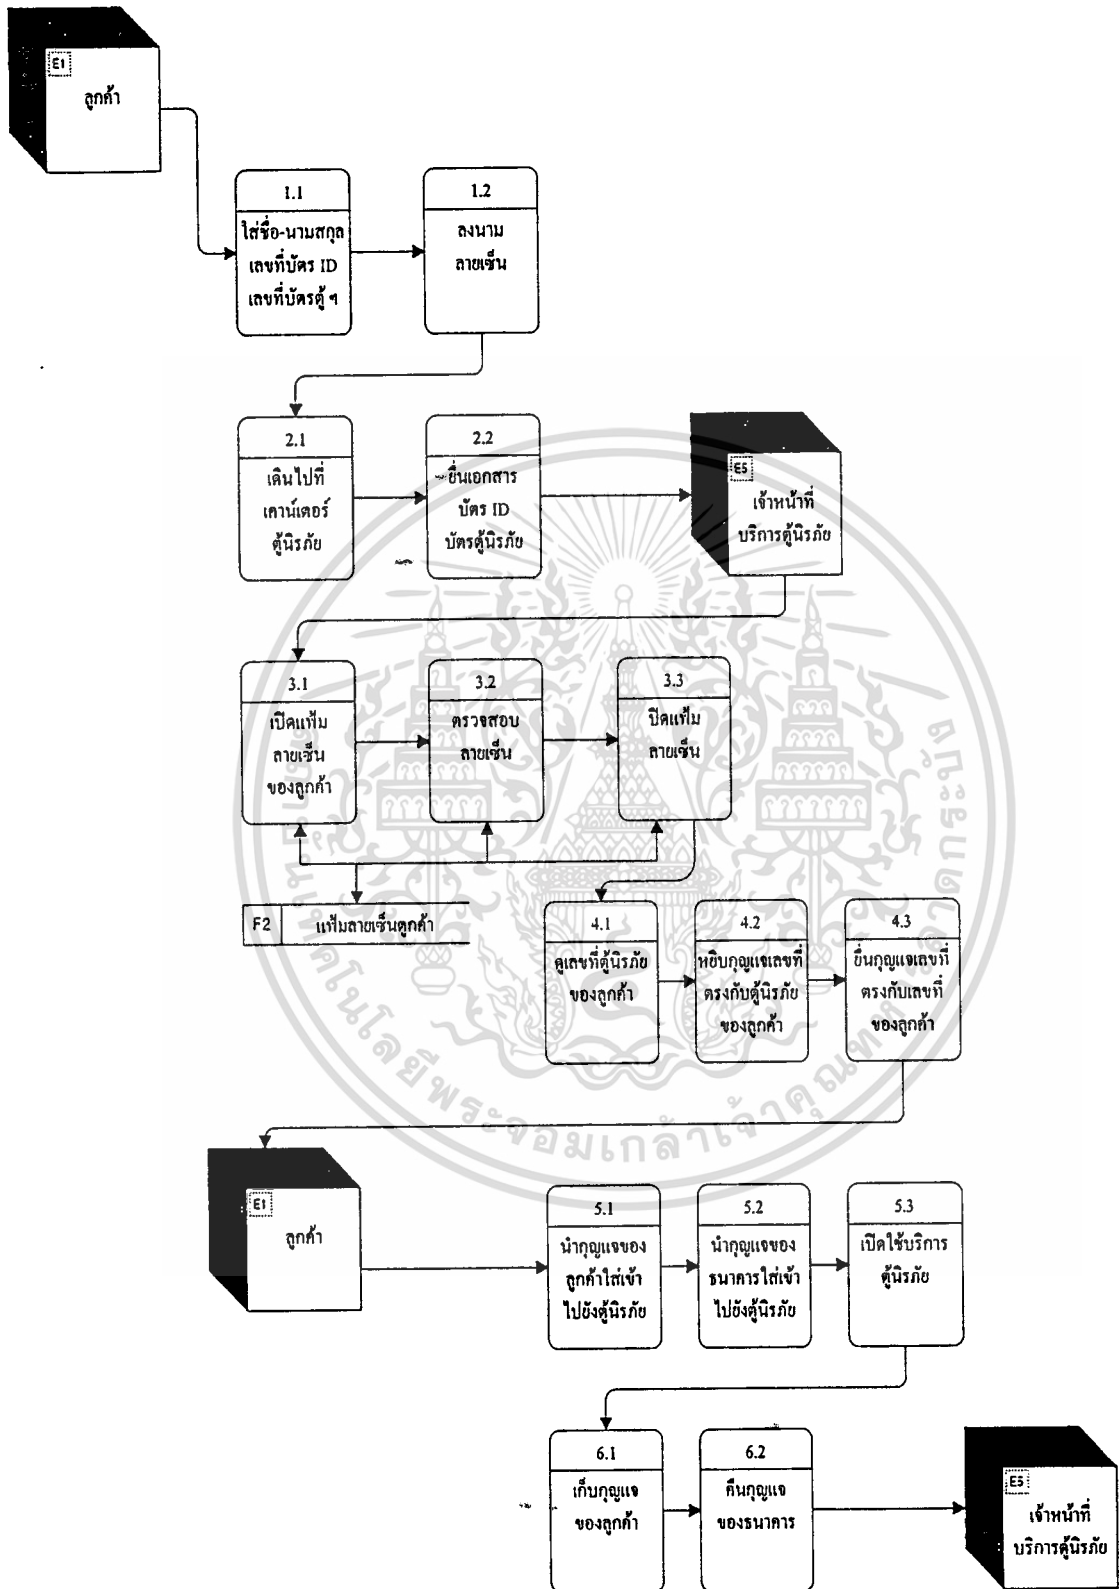 E1
ลูกค้า
1.1
ใส่ชื่อ-นามสกุล
เลขที่บัตร ID
เลขที่บัตรตู้ ฯ
1.2
ลงนาม
ลายเซ็น
2.1
เดินไปที่
เคาน์เตอร์
ตู้นิรภัย
2.2
ยื่นเอกสาร
บัตร ID
บัตรตู้นิรภัย
E5
เจ้าหน้าที่
บริการตู้นิรภัย
3.1
เปิดแฟ้ม
ลายเซ็น
ของลูกค้า
3.2
ตรวจสอบ
ลายเซ็น
3.3
ปิดแฟ้ม
ลายเซ็น
F2
แฟ้มลายเซ็นลูกค้า
4.1
ดูเลขที่ตู้นิรภัย
ของลูกค้า
4.2
หยิบกุญแจเลขที่
ตรงกับตู้นิรภัย
ของลูกค้า
4.3
ยื่นกุญแจเลขที่
ตรงกับเลขที่
ของลูกค้า
E1
ลูกค้า
5.1
นำกุญแจของ
ลูกค้าใส่เข้า
ไปยังตู้นิรภัย
5.2
นำกุญแจของ
ธนาคารใส่เข้า
ไปยังตู้นิรภัย
5.3
เปิดใช้บริการ
ตู้นิรภัย
6.1
เก็บกุญแจ
ของลูกค้า
6.2
คืนกุญแจ
ของธนาคาร
E5
เจ้าหน้าที่
บริการตู้นิรภัย